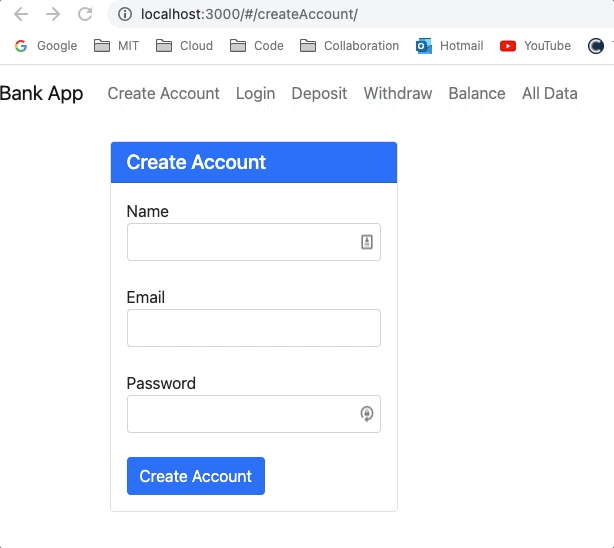 localhost:3000/#/createAccount/
Google MIT Cloud Code Collaboration Hotmail YouTube
Bank App Create Account Login Deposit Withdraw Balance All Data
Create Account
Name
Email
Password
Create Account